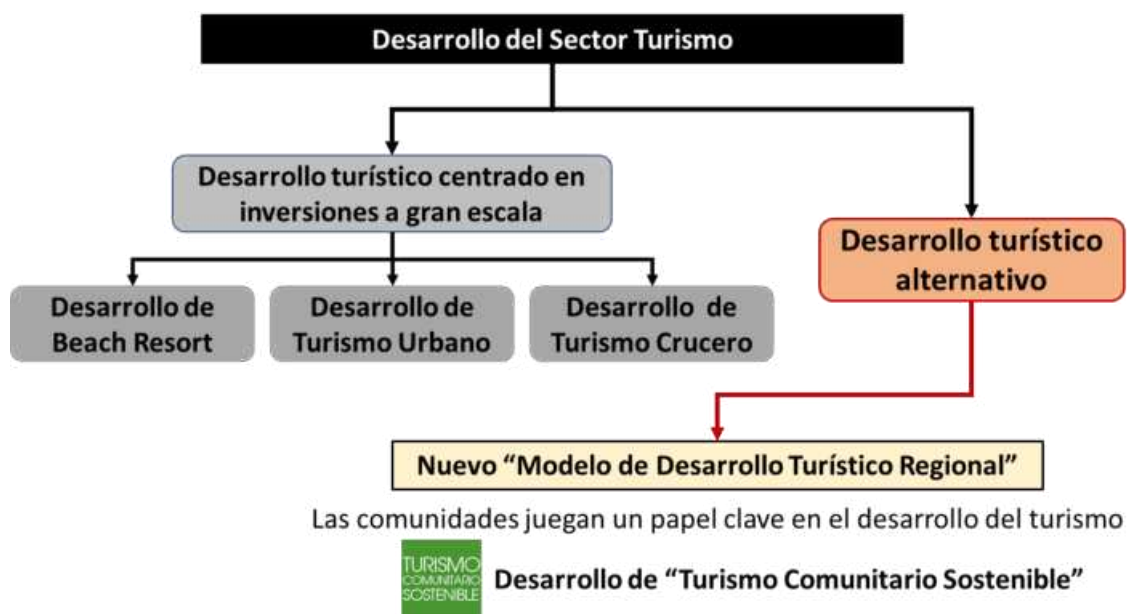 Desarrollo del Sector Turismo
Desarrollo turístico centrado en
inversiones a gran escala
Desarrollo turístico
alternativo
Desarrollo de
Beach Resort
Desarrollo de
Turismo Urbano
Desarrollo de
Turismo Crucero
Nuevo “Modelo de Desarrollo Turístico Regional”
Las comunidades juegan un papel clave en el desarrollo del turismo
TURISMO
COMUNITARIO
SOSTENIBLE
Desarrollo de “Turismo Comunitario Sostenible”